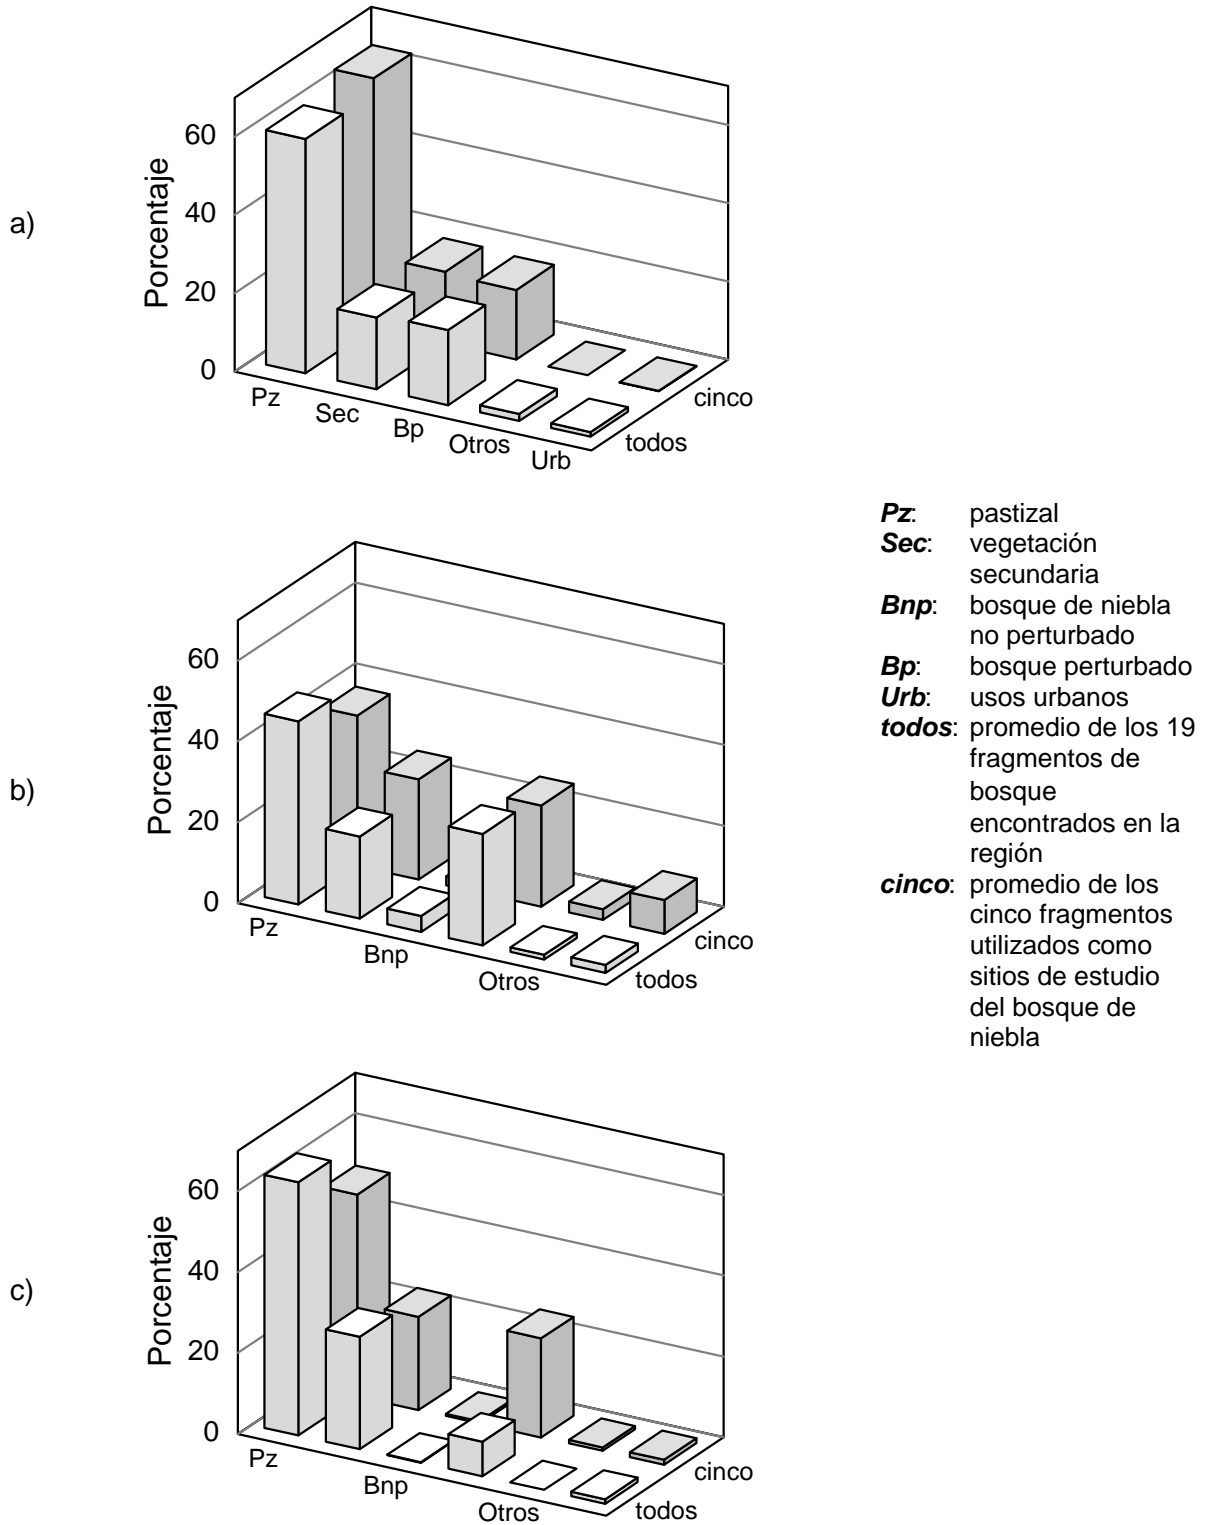 a)
Porcentaje
60
40
20
0
Pz
Sec
Bp
Otros
Urb
todos
cinco
b)
Porcentaje
60
40
20
0
Pz
Bnp
Otros
todos
cinco
Pz: pastizal
Sec: vegetación
secundaria
Bnp: bosque de niebla
no perturbado
Bp: bosque perturbado
Urb: usos urbanos
todos: promedio de los 19
fragmentos de
bosque
encontrados en la
región
cinco: promedio de los
cinco fragmentos
utilizados como
sitios de estudio
del bosque de
niebla
c)
Porcentaje
60
40
20
0
Pz
Bnp
Otros
todos
cinco